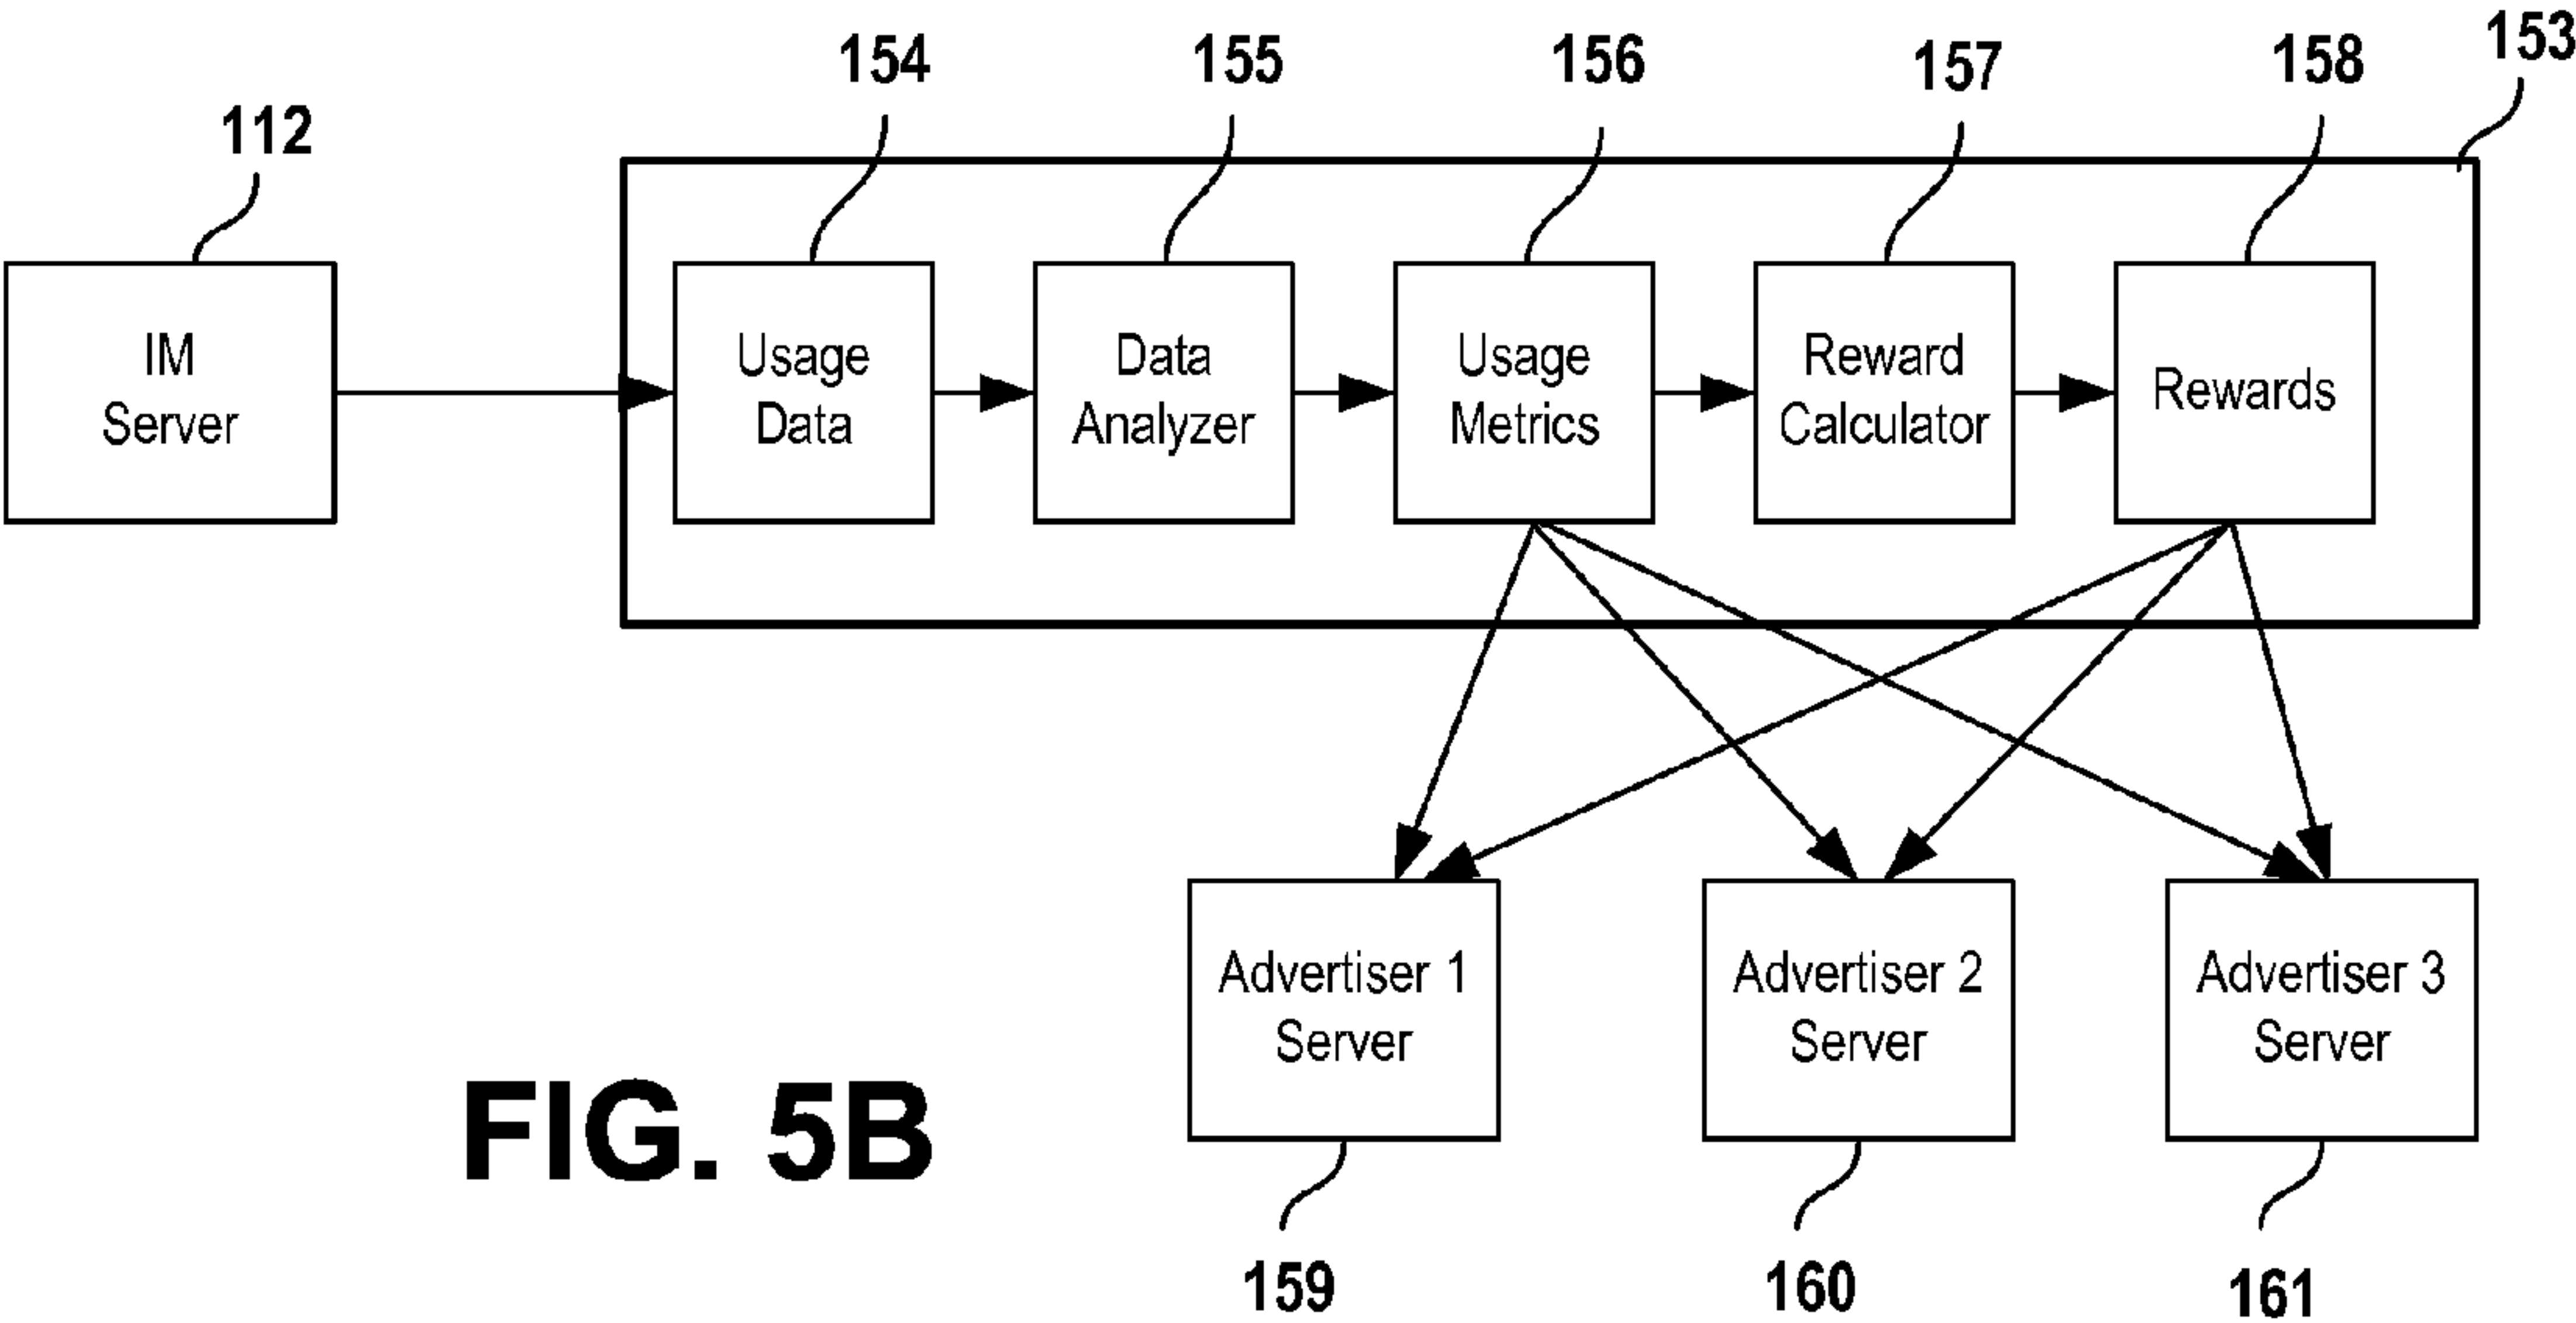 153
154
155
156
157
158
112
IM
Server
Usage
Data
Data
Analyzer
Usage
Metrics
Reward
Calculator
Rewards
Advertiser 1
Server
Advertiser 2
Server
Advertiser 3
Server
FIG. 5B
159
160
161